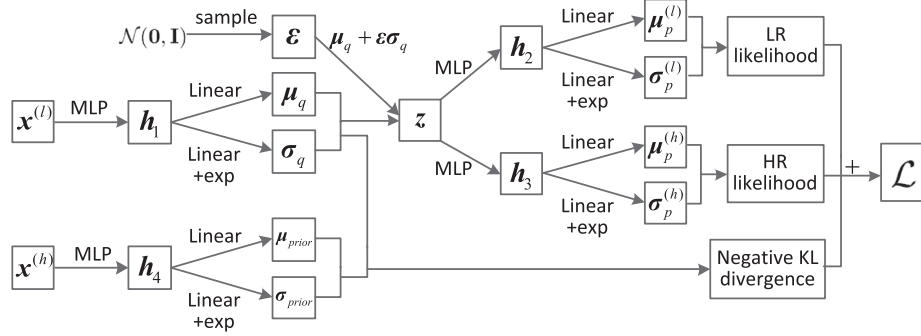 𝒩(0, I) sample ε μ_q + εσ_q
x^(l) MLP h_1 Linear μ_q
Linear +exp σ_q
z
MLP h_2 Linear μ_p^(l)
Linear +exp σ_p^(l)
LR likelihood
MLP h_3 Linear μ_p^(h)
Linear +exp σ_p^(h)
HR likelihood
+ ℒ
x^(h) MLP h_4 Linear μ_prior
Linear +exp σ_prior
Negative KL divergence